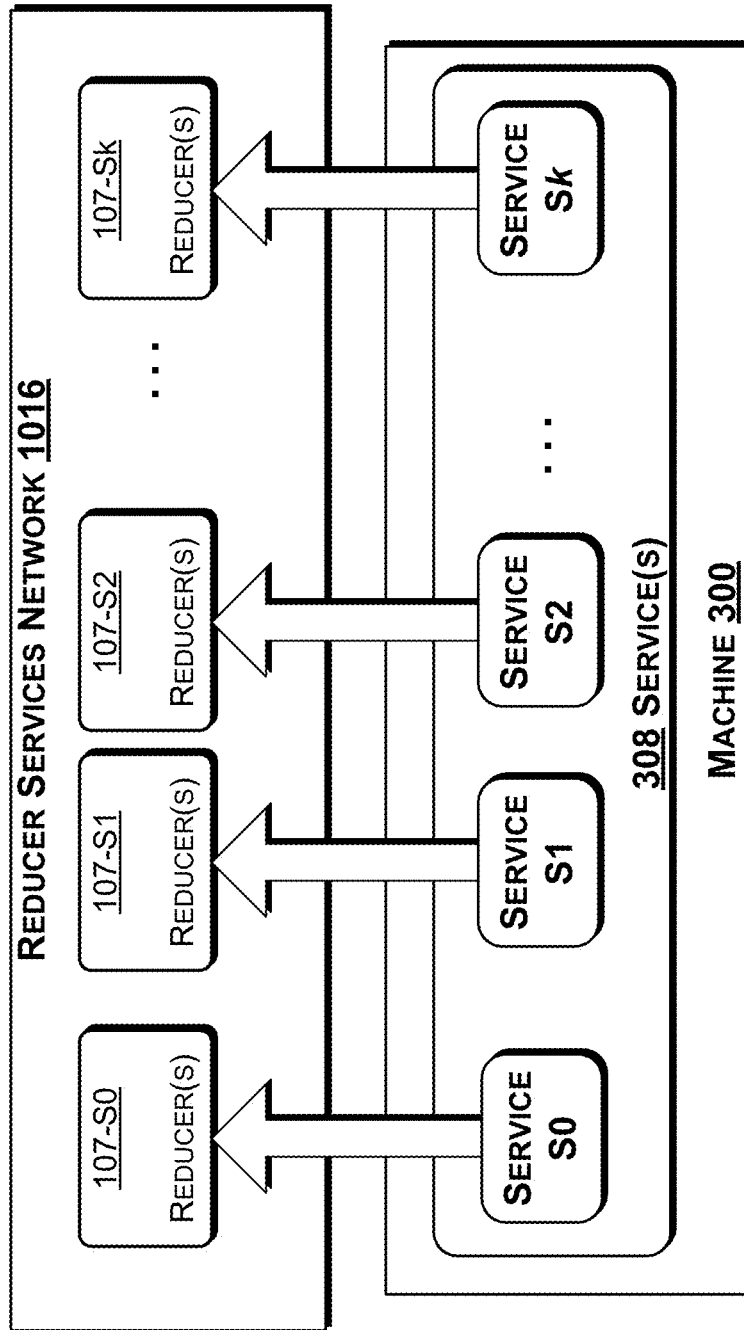 REDUCER SERVICES NETWORK 1016
107-S0
REDUCER(S)
107-S1
REDUCER(S)
107-S2
REDUCER(S)
...
107-Sk
REDUCER(S)
SERVICE
S0
SERVICE
S1
SERVICE
S2
...
SERVICE
Sk
308 SERVICE(S)
MACHINE 300